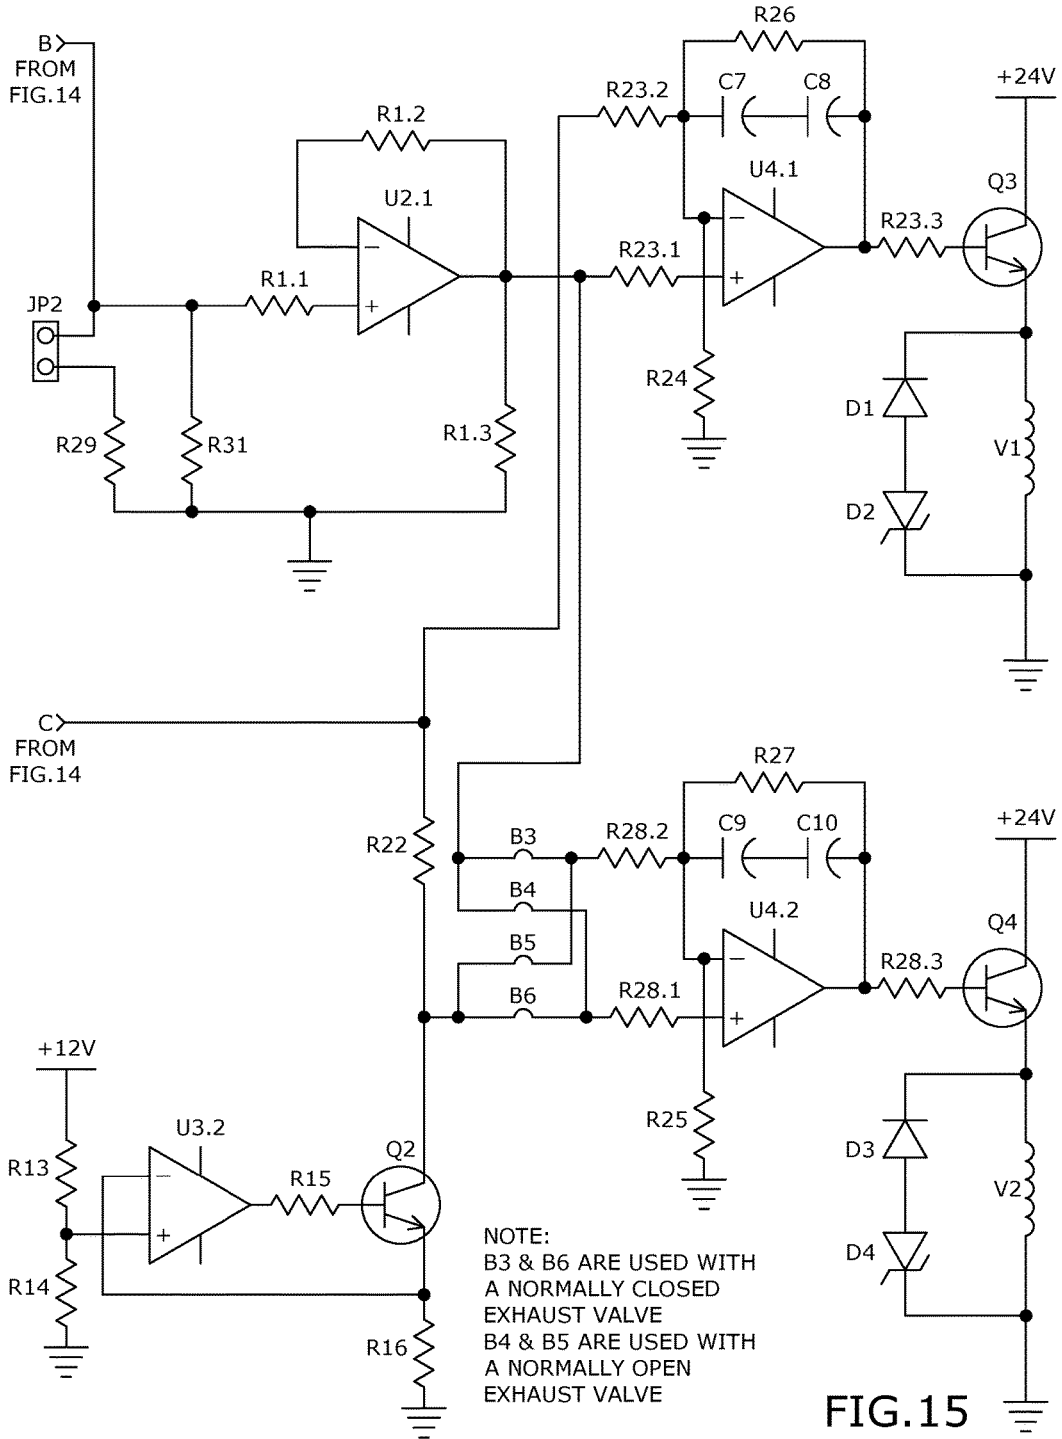 B
FROM
FIG.14
R26
C7
C8
R23.2
+24V
R1.2
U4.1
Q3
U2.1
R23.3
R23.1
R1.1
JP2
−
+
−
+
R24
D1
R29
R31
R1.3
V1
D2
C
FROM
FIG.14
R27
+24V
C9
C10
R22
B3
R28.2
B4
U4.2
Q4
B5
R28.3
B6
R28.1
−
+
+12V
R25
U3.2
Q2
D3
R13
R15
V2
−
+
D4
R14
R16
NOTE:
B3 & B6 ARE USED WITH
A NORMALLY CLOSED
EXHAUST VALVE
B4 & B5 ARE USED WITH
A NORMALLY OPEN
EXHAUST VALVE
FIG.15